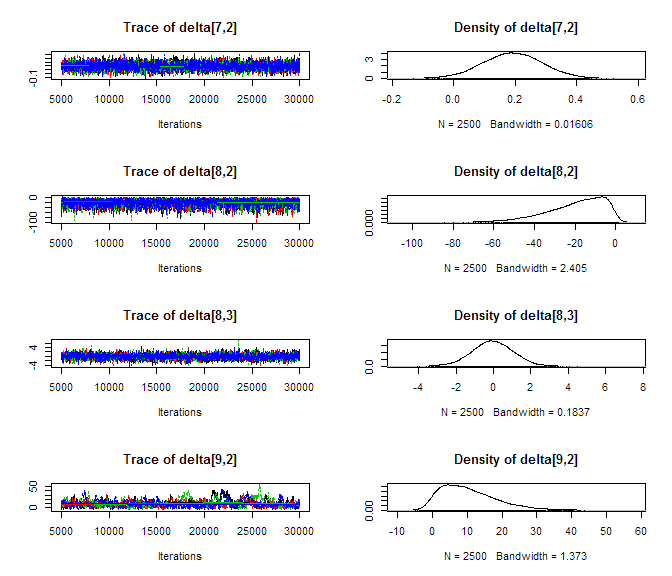 Trace of delta[7,2]
Density of delta[7,2]
-0.1
0 3
5000 10000 15000 20000 25000 30000
-0.2 0.0 0.2 0.4 0.6
Iterations
N = 2500 Bandwidth = 0.01606
Trace of delta[8,2]
Density of delta[8,2]
-100 0
0.000
5000 10000 15000 20000 25000 30000
-100 -80 -60 -40 -20 0
Iterations
N = 2500 Bandwidth = 2.405
Trace of delta[8,3]
Density of delta[8,3]
-4 4
0.0
5000 10000 15000 20000 25000 30000
-4 -2 0 2 4 6 8
Iterations
N = 2500 Bandwidth = 0.1837
Trace of delta[9,2]
Density of delta[9,2]
0 50
0.00
5000 10000 15000 20000 25000 30000
-10 0 10 20 30 40 50 60
Iterations
N = 2500 Bandwidth = 1.373